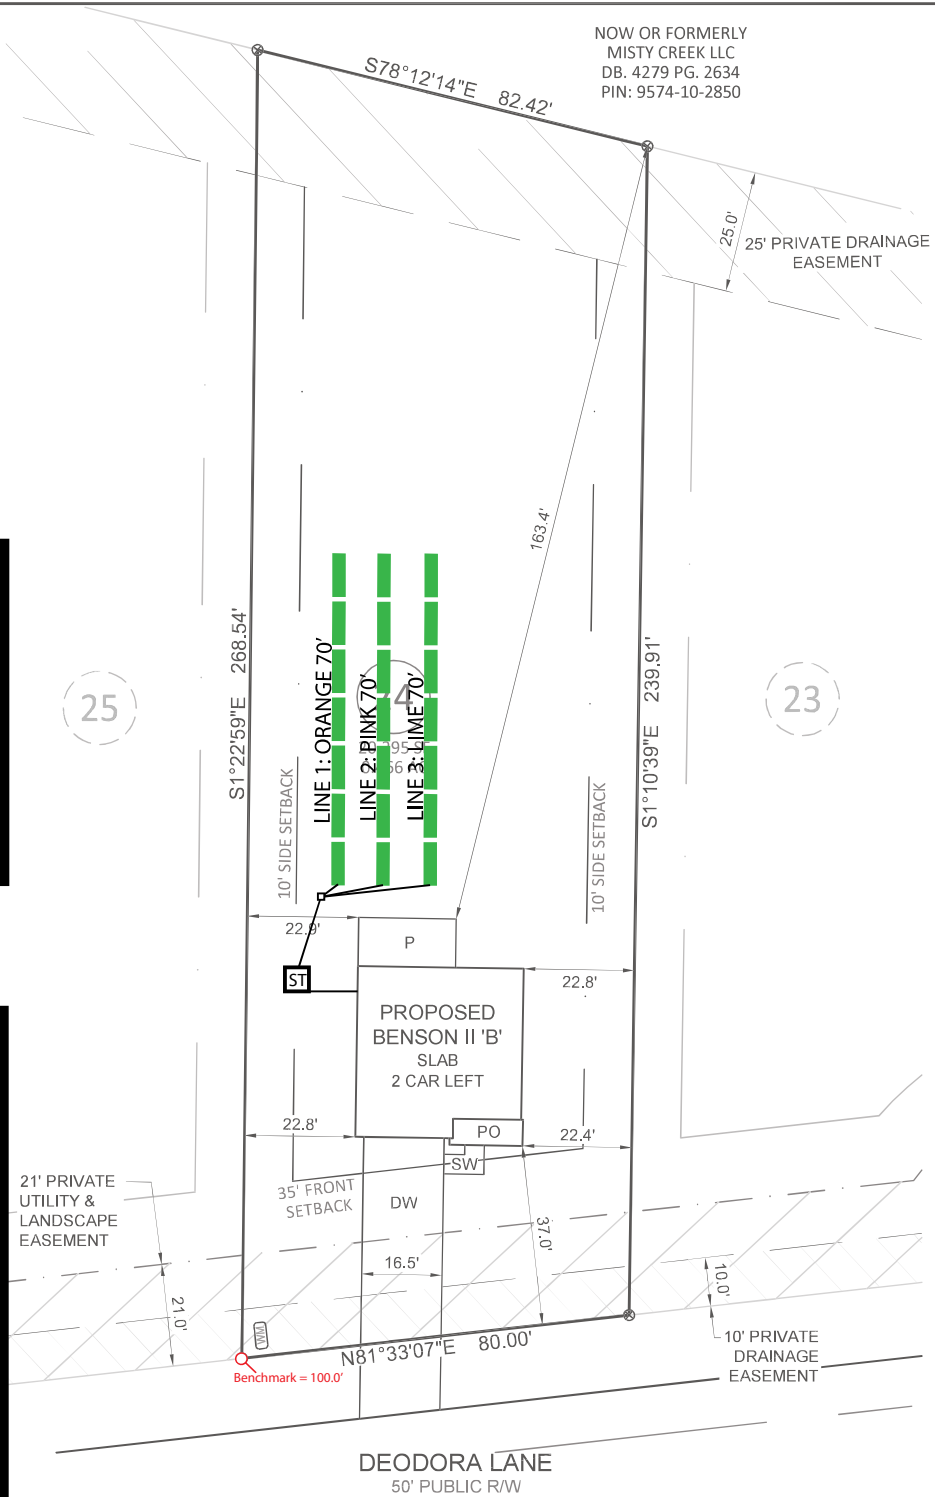 NOW OR FORMERLY
MISTY CREEK LLC
DB. 4279 PG. 2634
PIN: 9574-10-2850
S78°12'14"E 82.42'
25.0'
25' PRIVATE DRAINAGE
EASEMENT
163.4'
S1°22'59"E 268.54'
S1°10'39"E 239.91'
25
23
LINE 1: ORANGE 70'
LINE 2: PINK 70'
LINE 3: LIME 70'
10' SIDE SETBACK
10' SIDE SETBACK
22.9'
P
ST
22.8'
PROPOSED
BENSON II 'B'
SLAB
2 CAR LEFT
22.8'
PO
22.4'
SW
21' PRIVATE
UTILITY &
LANDSCAPE
EASEMENT
35' FRONT
SETBACK
DW
37.0'
16.5'
21.0'
10.0'
WM
N81°33'07"E 80.00'
Benchmark = 100.0'
10' PRIVATE
DRAINAGE
EASEMENT
DEODORA LANE
50' PUBLIC R/W